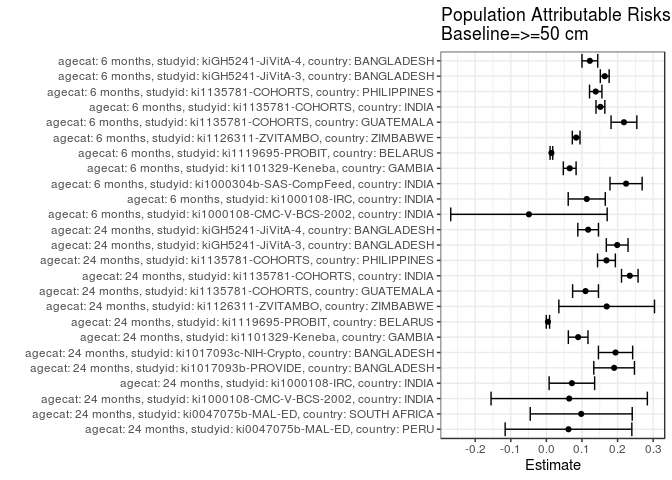 Population Attributable Risks
Baseline=>=50 cm
agecat: 6 months, studyid: kiGH5241-JiVitA-4, country: BANGLADESH
agecat: 6 months, studyid: kiGH5241-JiVitA-3, country: BANGLADESH
agecat: 6 months, studyid: ki1135781-COHORTS, country: PHILIPPINES
agecat: 6 months, studyid: ki1135781-COHORTS, country: INDIA
agecat: 6 months, studyid: ki1135781-COHORTS, country: GUATEMALA
agecat: 6 months, studyid: ki1126311-ZVITAMBO, country: ZIMBABWE
agecat: 6 months, studyid: ki1119695-PROBIT, country: BELARUS
agecat: 6 months, studyid: ki1101329-Keneba, country: GAMBIA
agecat: 6 months, studyid: ki1000304b-SAS-CompFeed, country: INDIA
agecat: 6 months, studyid: ki1000108-IRC, country: INDIA
agecat: 6 months, studyid: ki1000108-CMC-V-BCS-2002, country: INDIA
agecat: 24 months, studyid: kiGH5241-JiVitA-4, country: BANGLADESH
agecat: 24 months, studyid: kiGH5241-JiVitA-3, country: BANGLADESH
agecat: 24 months, studyid: ki1135781-COHORTS, country: PHILIPPINES
agecat: 24 months, studyid: ki1135781-COHORTS, country: INDIA
agecat: 24 months, studyid: ki1135781-COHORTS, country: GUATEMALA
agecat: 24 months, studyid: ki1126311-ZVITAMBO, country: ZIMBABWE
agecat: 24 months, studyid: ki1119695-PROBIT, country: BELARUS
agecat: 24 months, studyid: ki1101329-Keneba, country: GAMBIA
agecat: 24 months, studyid: ki1017093c-NIH-Crypto, country: BANGLADESH
agecat: 24 months, studyid: ki1017093b-PROVIDE, country: BANGLADESH
agecat: 24 months, studyid: ki1000108-IRC, country: INDIA
agecat: 24 months, studyid: ki1000108-CMC-V-BCS-2002, country: INDIA
agecat: 24 months, studyid: ki0047075b-MAL-ED, country: SOUTH AFRICA
agecat: 24 months, studyid: ki0047075b-MAL-ED, country: PERU
-0.2 -0.1 0.0 0.1 0.2 0.3
Estimate